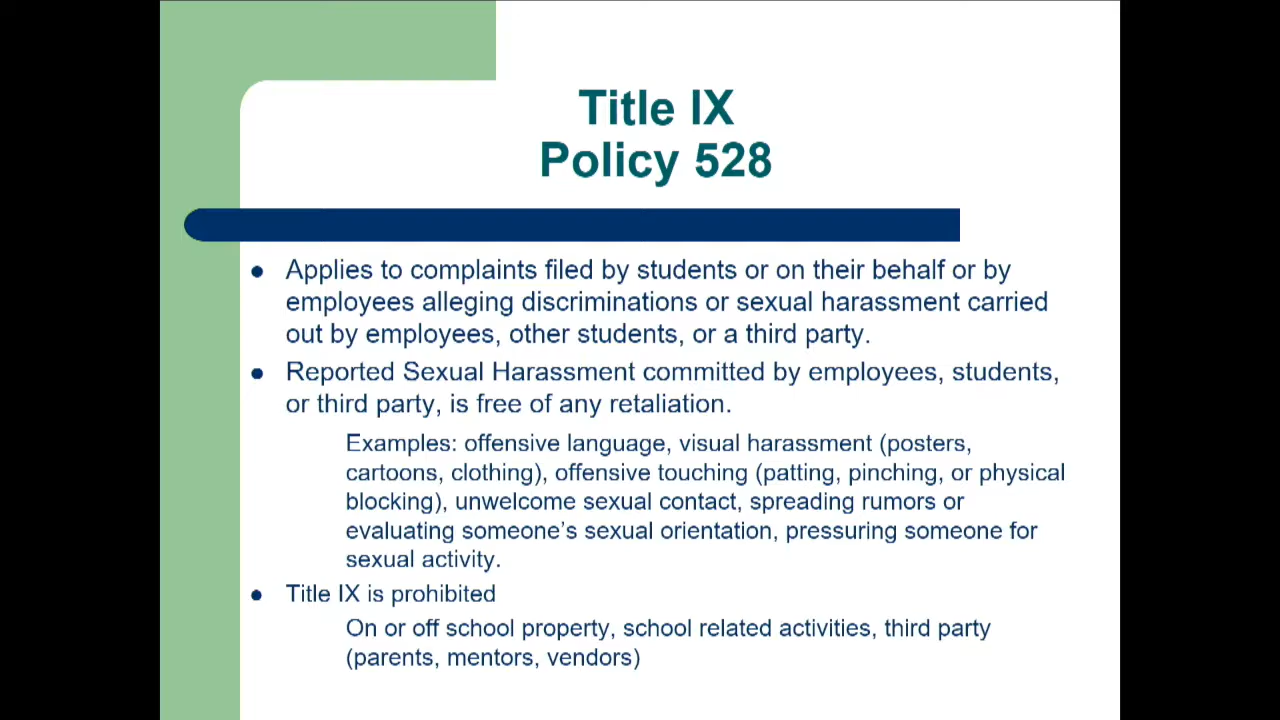 Title IX
Policy 528
• Applies to complaints filed by students or on their behalf or by
employees alleging discriminations or sexual harassment carried
out by employees, other students, or a third party.
• Reported Sexual Harassment committed by employees, students,
or third party, is free of any retaliation.
Examples: offensive language, visual harassment (posters,
cartoons, clothing), offensive touching (patting, pinching, or physical
blocking), unwelcome sexual contact, spreading rumors or
evaluating someone’s sexual orientation, pressuring someone for
sexual activity.
• Title IX is prohibited
On or off school property, school related activities, third party
(parents, mentors, vendors)